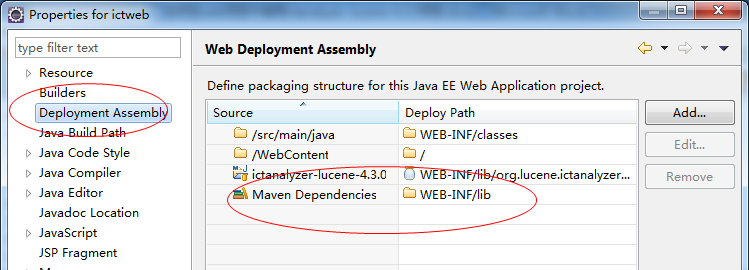 Properties for ictweb
type filter text
Resource
Builders
Deployment Assembly
Java Build Path
Java Code Style
Java Compiler
Java Editor
Javadoc Location
JavaScript
JSP Fragment
Web Deployment Assembly
Define packaging structure for this Java EE Web Application project.
Source Deploy Path
/src/main/java WEB-INF/classes
/WebContent /
ictanalyzer-lucene-4.3.0 WEB-INF/lib/org.lucene.ictanalyzer...
Maven Dependencies WEB-INF/lib
Add...
Edit...
Remove